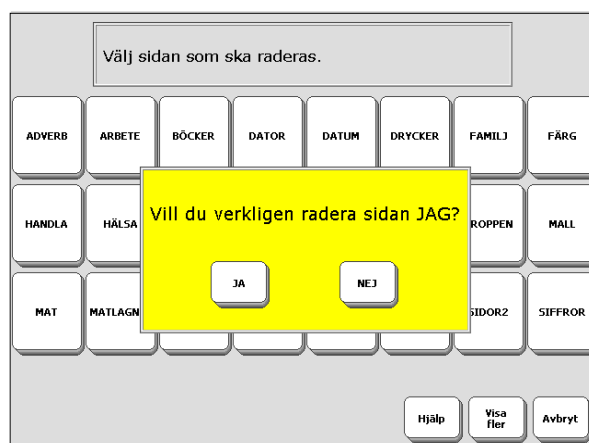 Välj sidan som ska raderas.
ADVERB ARBETE BÖCKER DATOR DATUM DRYCKER FAMILJ FÄRG
HANDLA HÄLSA ROPPEN MALL
Vill du verkligen radera sidan JAG?
JA NEJ
MAT MATLAGN SIDOR2 SIFFROR
Hjälp Visa fler Avbryt